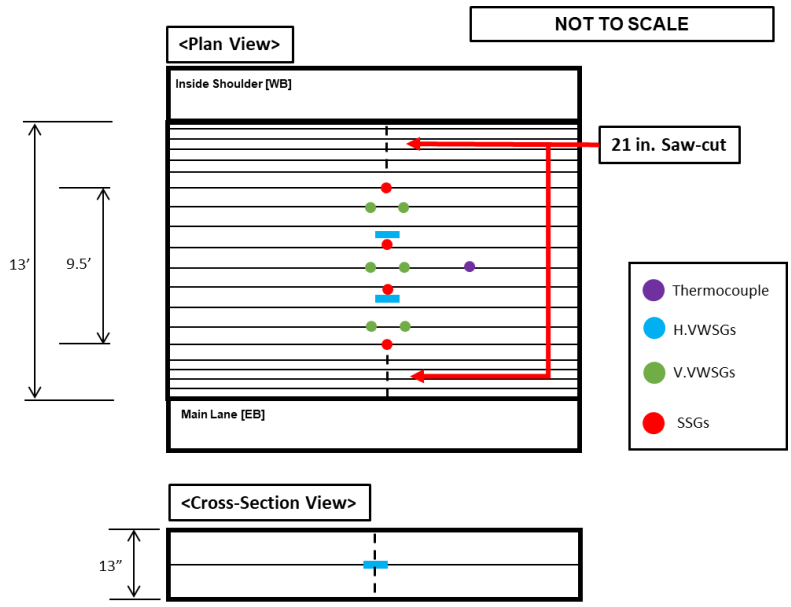 NOT TO SCALE
<Plan View>
Inside Shoulder [WB]
21 in. Saw-cut
13’
9.5’
Thermocouple
H.VWSGs
V.VWSGs
SSGs
Main Lane [EB]
<Cross-Section View>
13”